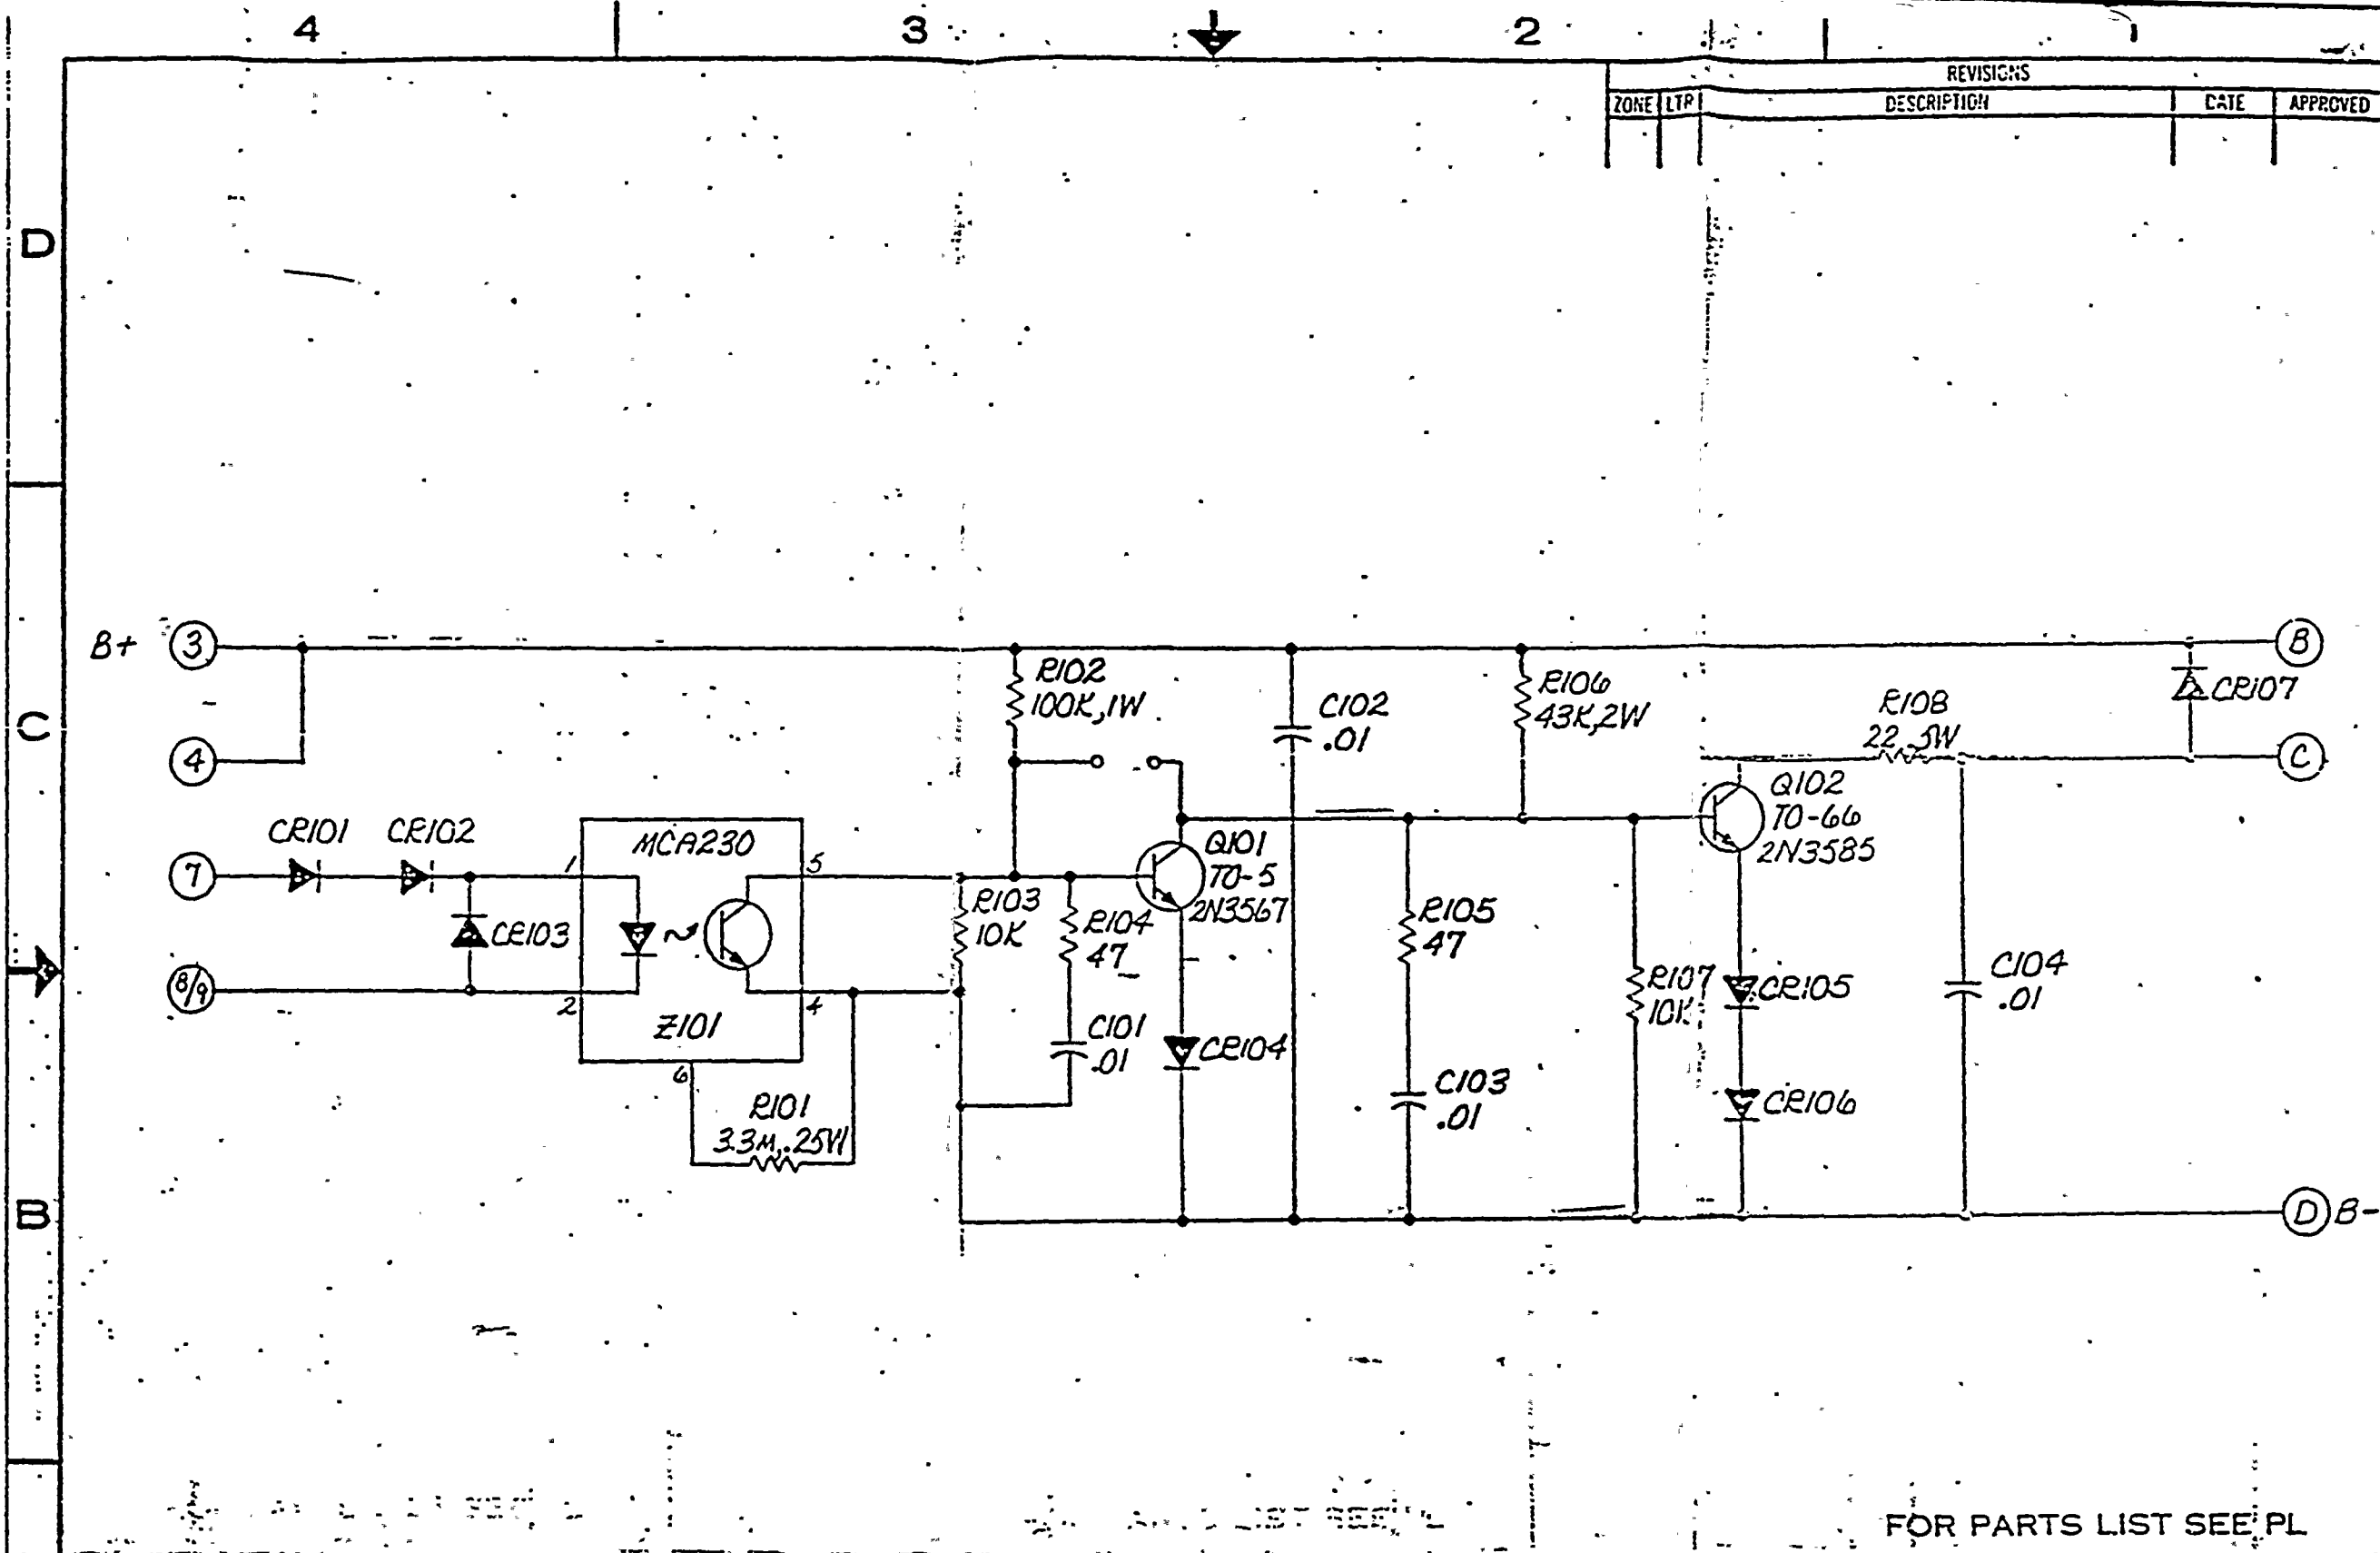 4 3 2 1
REVISIONS
ZONE LTR DESCRIPTION DATE APPROVED
D
C
B
B+ 3
B
4
C
7
8/9
D B-
R102
100K,1W
C102
.01
R106
43K,2W
R108
22 5W
CR107
CR101 CR102
CR103
MCA230
1
5
2
4
6
Z101
R101
3.3M,.25W
R103
10K
R104
47
C101
.01
Q101
TO-5
2N3567
CR104
R105
47
C103
.01
R107
10K
Q102
TO-66
2N3585
CR105
CR106
C104
.01
LIST SEE PL
FOR PARTS LIST SEE PL